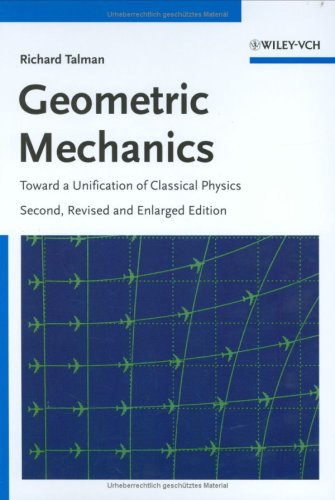 Urheberrechtlich geschütztes Material
Richard Talman
WILEY-VCH
Geometric
Mechanics
Toward a Unification of Classical Physics
Second, Revised and Enlarged Edition
Urheberrechtlich geschütztes Material